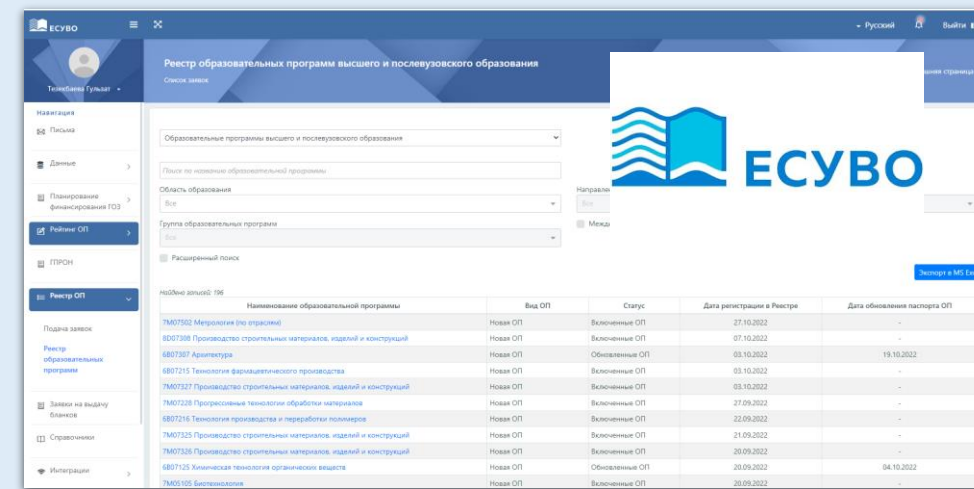 ЕСУВО
Русский
Выйти
Реестр образовательных программ высшего и послевузовского образования
Список заявок
страница
Тезекбаева Гульзат
Навигация
Письма
Данные
Планирование финансирования ГОЗ
Рейтинг ОП
ГПРОН
Реестр ОП
Подача заявок
Реестр образовательных программ
Заявки на выдачу бланков
Справочники
Интеграции
ЕСУВО
Образовательные программы высшего и послевузовского образования
Поиск по названию образовательной программы
Область образования
Все
Все
Группа образовательных программ
Все
Расширенный поиск
Экспорт в MS
Найдено записей: 196
Наименование образовательной программы Вид ОП Статус Дата регистрации в Реестре Дата обновления паспорта ОП
7M07502 Метрология (по отраслям) Новая ОП Включенные ОП 27.10.2022 -
8D07308 Производство строительных материалов, изделий и конструкций Новая ОП Включенные ОП 07.10.2022 -
6B07307 Архитектура Новая ОП Обновленные ОП 03.10.2022 19.10.2022
6B07215 Технология фармацевтического производства Новая ОП Включенные ОП 03.10.2022 -
7M07327 Производство строительных материалов, изделий и конструкций Новая ОП Включенные ОП 03.10.2022 -
7M07228 Прогрессивные технологии обработки материалов Новая ОП Включенные ОП 27.09.2022 -
6B07216 Технология производства и переработки полимеров Новая ОП Включенные ОП 22.09.2022 -
7M07325 Производство строительных материалов, изделий и конструкций Новая ОП Включенные ОП 21.09.2022 -
7M07326 Производство строительных материалов, изделий и конструкций Новая ОП Включенные ОП 20.09.2022 -
6B07125 Химическая технология органических веществ Новая ОП Обновленные ОП 20.09.2022 04.10.2022
7M05105 Биотехнология Новая ОП Включенные ОП 20.09.2022 -